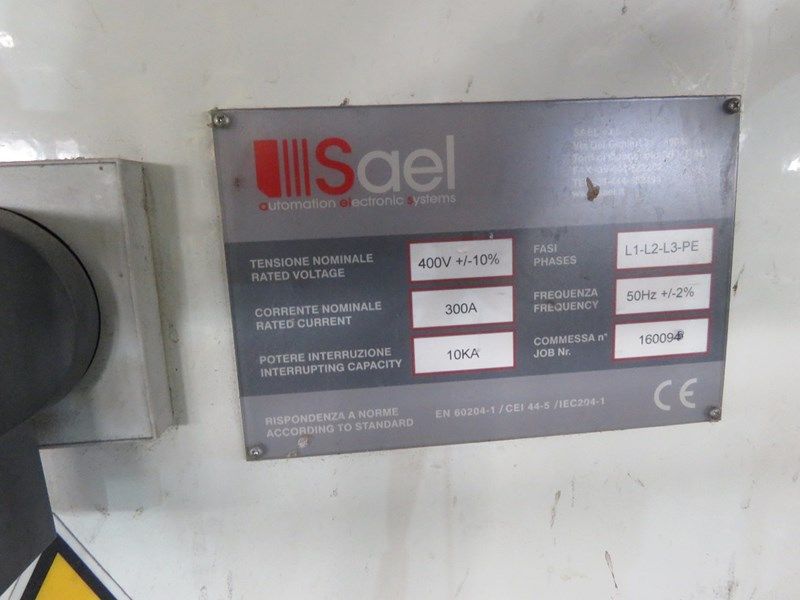 Sael
automation electronic systems
TENSIONE NOMINALE
RATED VOLTAGE
400V +/-10%
FASI
PHASES
L1-L2-L3-PE
CORRENTE NOMINALE
RATED CURRENT
300A
FREQUENZA
FREQUENCY
50Hz +/-2%
POTERE INTERRUZIONE
INTERRUPTING CAPACITY
10KA
COMMESSA n°
JOB Nr.
RISPONDENZA A NORME
ACCORDING TO STANDARD
EN 60204-1 / CEI 44-5 / IEC204-1
CE